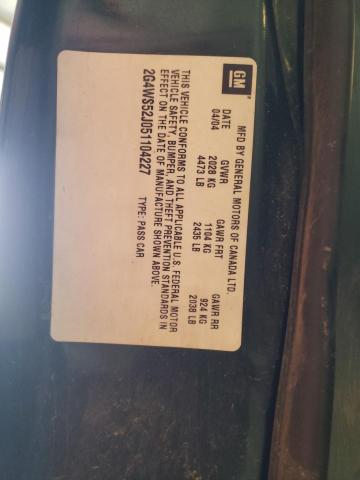 GM
MFD BY GENERAL MOTORS OF CANADA LTD.
DATE GVWR GAWR FRT GAWR RR
04/04 2028 KG 1104 KG 924 KG
4473 LB 2435 LB 2038 LB
THIS VEHICLE CONFORMS TO ALL APPLICABLE U.S. FEDERAL MOTOR
VEHICLE SAFETY, BUMPER, AND THEFT PREVENTION STANDARDS IN
EFFECT ON THE DATE OF MANUFACTURE SHOWN ABOVE.
2G4WS52J051104227 TYPE: PASS CAR